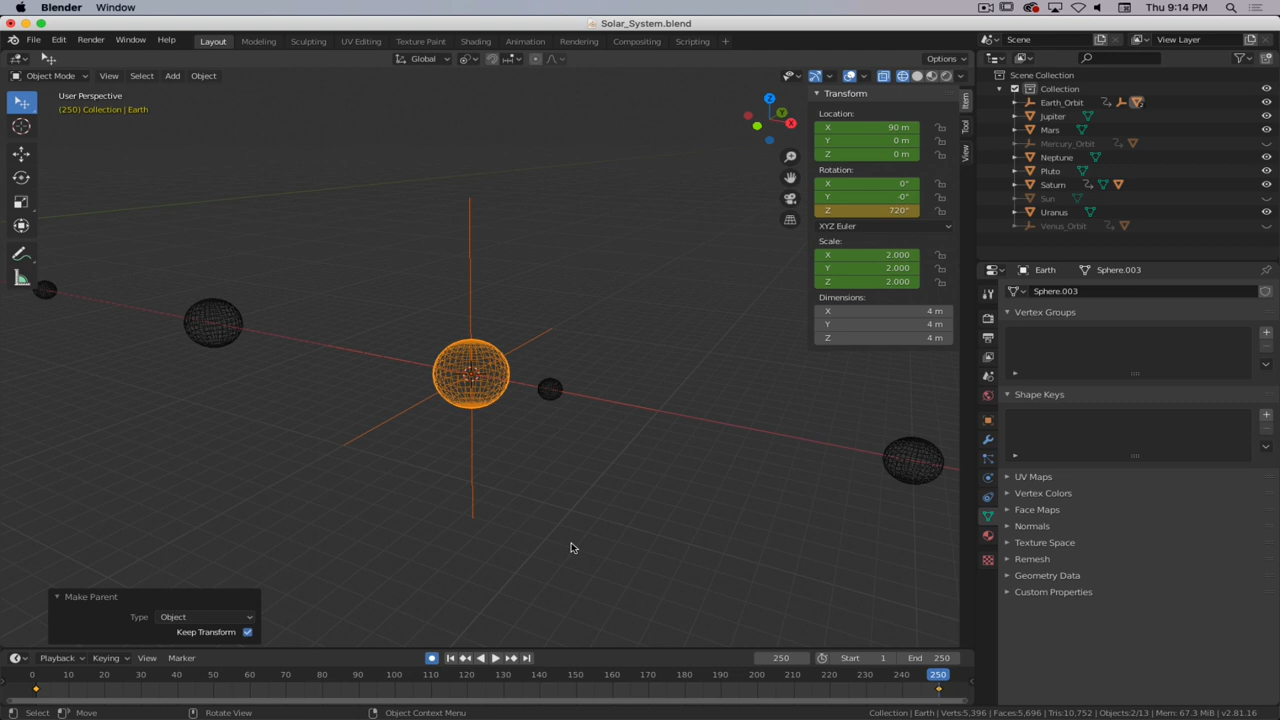 Blender Window Thu 9:14 PM
Solar_System.blend
File Edit Render Window Help Layout Modeling Sculpting UV Editing Texture Paint Shading Animation Rendering Compositing Scripting + Scene View Layer
Global Options
Object Mode View Select Add Object
User Perspective
(250) Collection | Earth
Z
Y
X
Item
Tool
View
Transform
Location:
X 90 m
Y 0 m
Z 0 m
Rotation:
X 0°
Y -0°
Z 720°
XYZ Euler
Scale:
X 2.000
Y 2.000
Z 2.000
Dimensions:
X 4 m
Y 4 m
Z 4 m
Scene Collection
Collection
Earth_Orbit 2
Jupiter
Mars
Mercury_Orbit
Neptune
Pluto
Saturn
Sun
Uranus
Venus_Orbit
Earth Sphere.003
Sphere.003
Vertex Groups
Shape Keys
UV Maps
Vertex Colors
Face Maps
Normals
Texture Space
Remesh
Geometry Data
Custom Properties
Make Parent
Type Object
Keep Transform
Playback Keying View Marker 250 Start 1 End 250
0 10 20 30 40 50 60 70 80 90 100 110 120 130 140 150 160 170 180 190 200 210 220 230 240 250
Select Move Rotate View Object Context Menu Collection | Earth | Verts:5,396 | Faces:5,696 | Tris:10,752 | Objects:2/13 | Mem: 67.3 MiB | v2.81.16